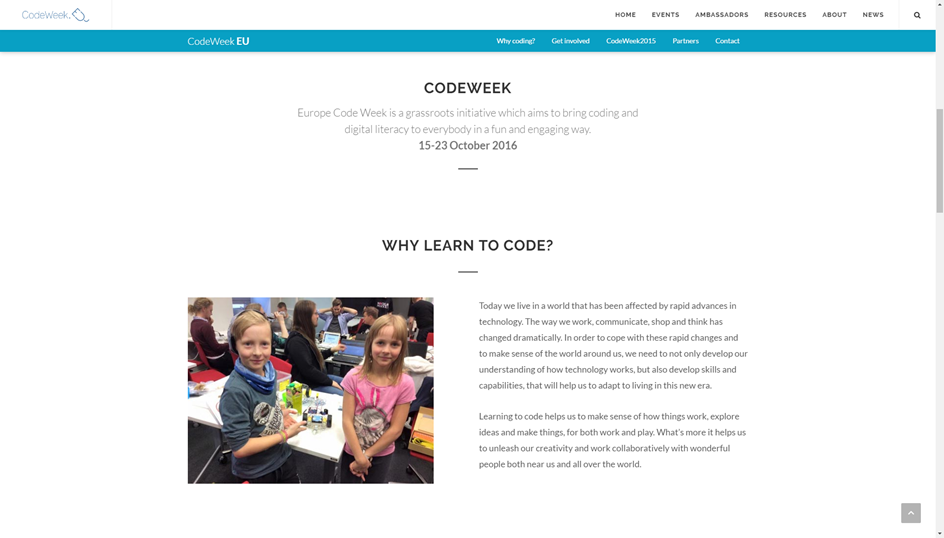 CodeWeek.
HOME EVENTS AMBASSADORS RESOURCES ABOUT NEWS
CodeWeek EU
Why coding? Get involved CodeWeek2015 Partners Contact
CODEWEEK
Europe Code Week is a grassroots initiative which aims to bring coding and
digital literacy to everybody in a fun and engaging way.
15-23 October 2016
WHY LEARN TO CODE?
Today we live in a world that has been affected by rapid advances in
technology. The way we work, communicate, shop and think has
changed dramatically. In order to cope with these rapid changes and
to make sense of the world around us, we need to not only develop our
understanding of how technology works, but also develop skills and
capabilities, that will help us to adapt to living in this new era.
Learning to code helps us to make sense of how things work, explore
ideas and make things, for both work and play. What's more it helps us
to unleash our creativity and work collaboratively with wonderful
people both near us and all over the world.